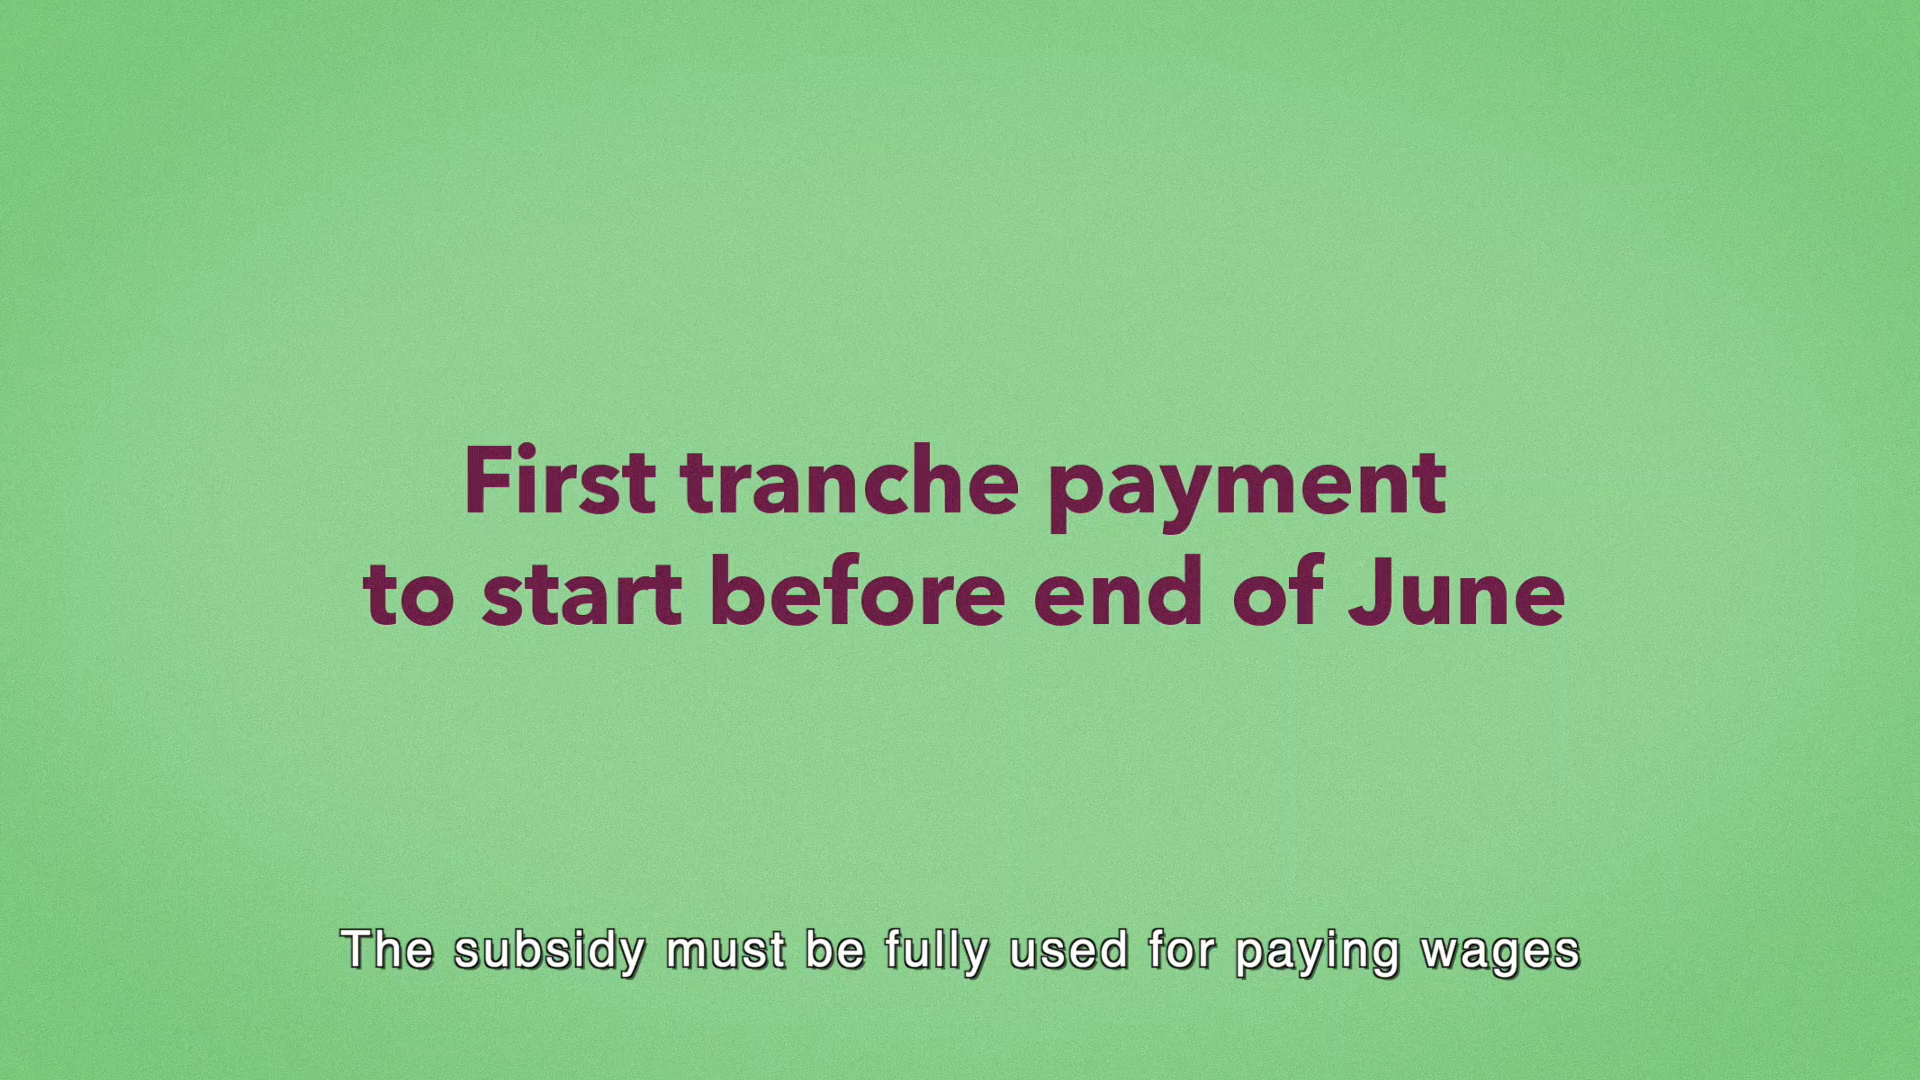 First tranche payment
to start before end of June
The subsidy must be fully used for paying wages